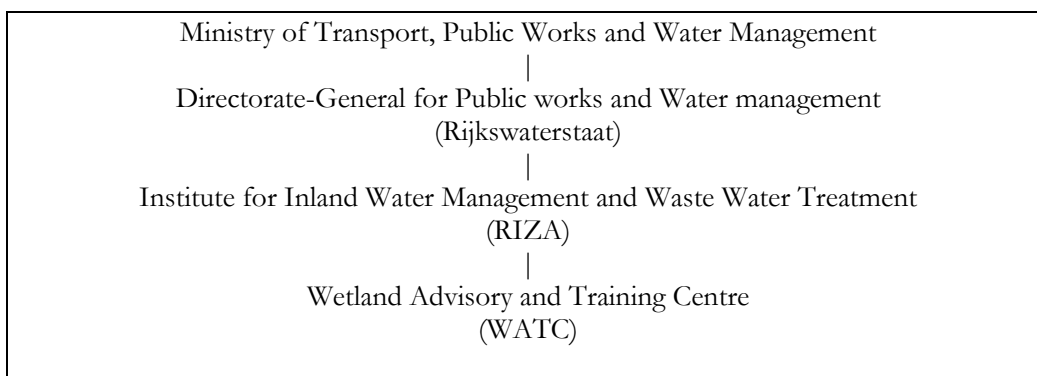 Ministry of Transport, Public Works and Water Management
|
Directorate-General for Public works and Water management
(Rijkswaterstaat)
|
Institute for Inland Water Management and Waste Water Treatment
(RIZA)
|
Wetland Advisory and Training Centre
(WATC)